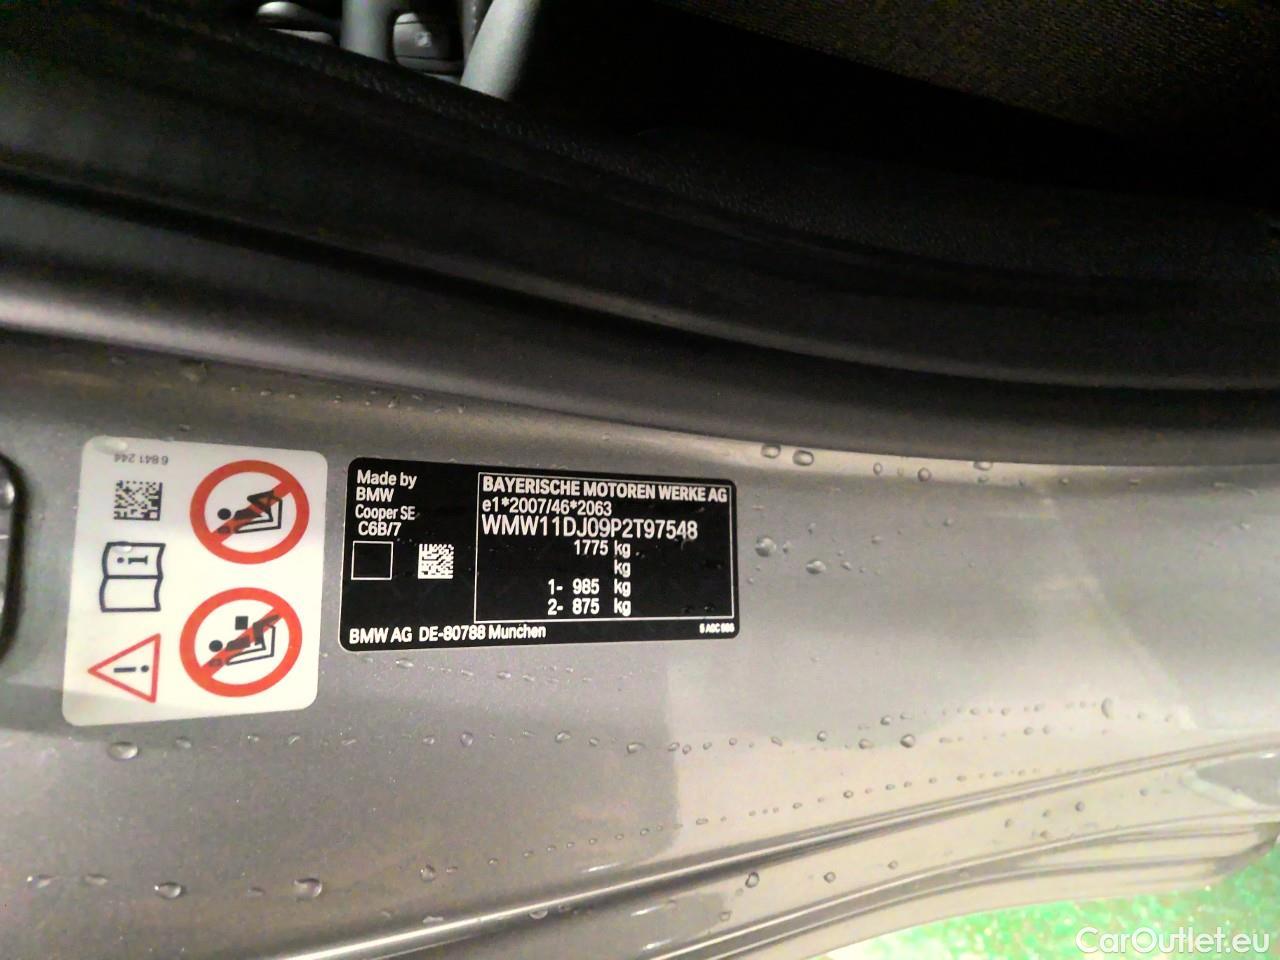 6 841 244
Made by
BMW
Cooper SE
C6B/7
BAYERISCHE MOTOREN WERKE AG
e1*2007/46*2063
WMW11DJ09P2T97548
1775 kg
kg
1- 985 kg
2- 875 kg
BMW AG DE-80788 Munchen
CarOutlet.eu